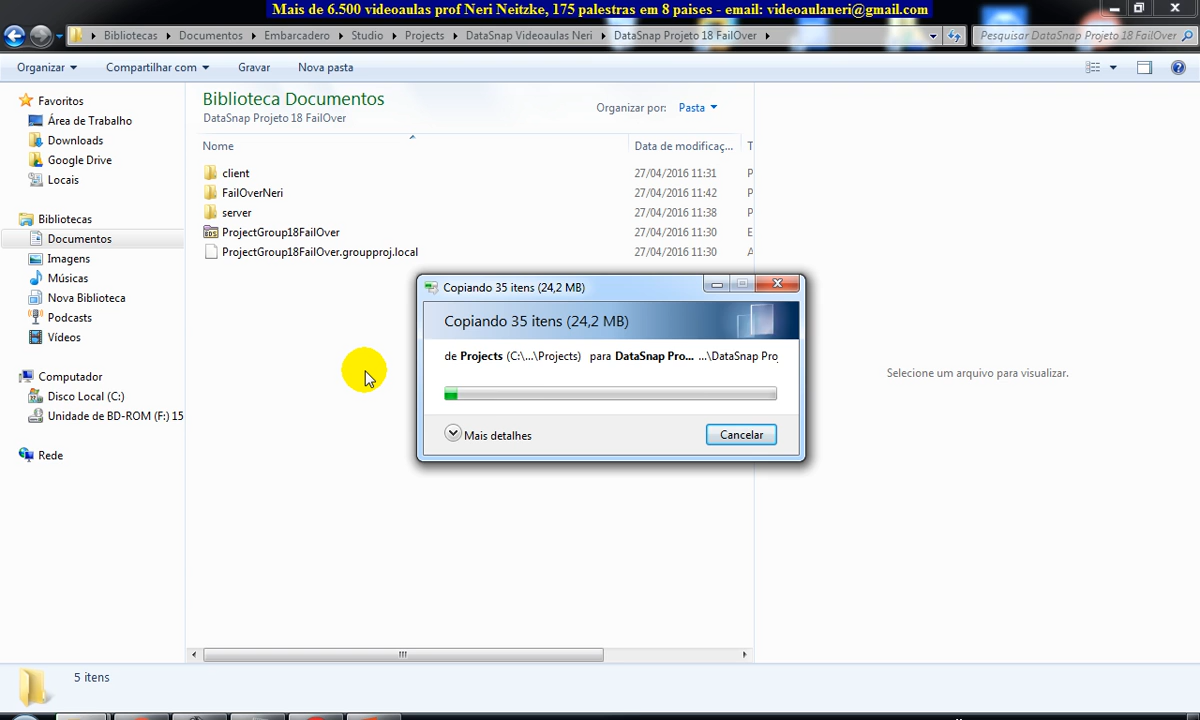 Mais de 6.500 videoaulas prof Neri Neitzke, 175 palestras em 8 paises - email: videoaulaneri@gmail.com
Bibliotecas Documentos Embarcadero Studio Projects DataSnap Videoaulas Neri DataSnap Projeto 18 FailOver
Pesquisar DataSnap Projeto 18 FailOver
Organizar Compartilhar com Gravar Nova pasta
Favoritos
Área de Trabalho
Downloads
Google Drive
Locais
Bibliotecas
Documentos
Imagens
Músicas
Nova Biblioteca
Podcasts
Vídeos
Computador
Disco Local (C:)
Unidade de BD-ROM (F:) 15
Rede
Biblioteca Documentos
DataSnap Projeto 18 FailOver
Organizar por: Pasta
Nome Data de modificaç... T
client 27/04/2016 11:31 P
FailOverNeri 27/04/2016 11:42 P
server 27/04/2016 11:38 P
ProjectGroup18FailOver 27/04/2016 11:30 E
ProjectGroup18FailOver.groupproj.local 27/04/2016 11:30 A
Copiando 35 itens (24,2 MB)
Copiando 35 itens (24,2 MB)
de Projects (C:\...\Projects) para DataSnap Pro... ...\DataSnap Pro
Mais detalhes
Cancelar
Selecione um arquivo para visualizar.
5 itens